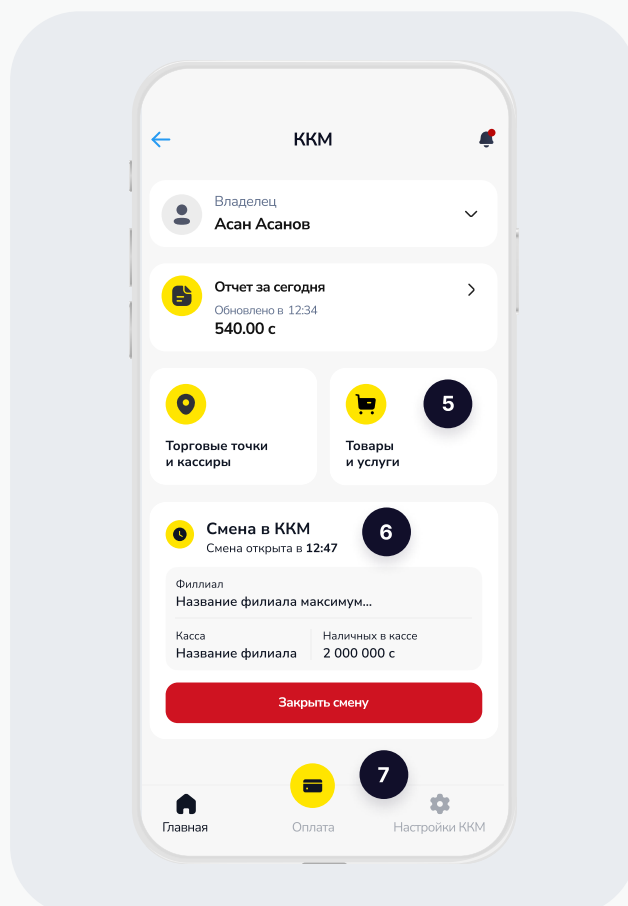 ККМ
Владелец
Асан Асанов
Отчет за сегодня
Обновлено в 12:34
540.00 с
Торговые точки
и кассиры
Товары
и услуги
5
Смена в ККМ
Смена открыта в 12:47
6
Филлиал
Название филиала максимум...
Касса
Название филиала
Наличных в кассе
2 000 000 с
Закрыть смену
7
Главная
Оплата
Настройки ККМ